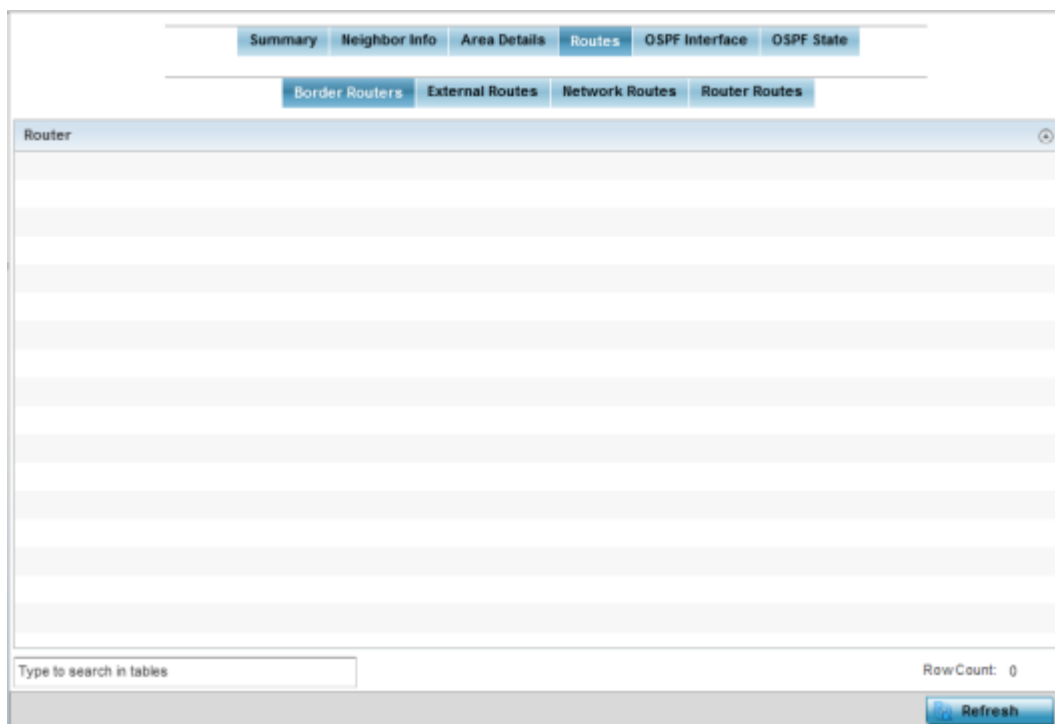 Summary Neighbor Info Area Details Routes OSPF Interface OSPF State
Border Routers External Routes Network Routes Router Routes
Router
Type to search in tables Row Count: 0
Refresh